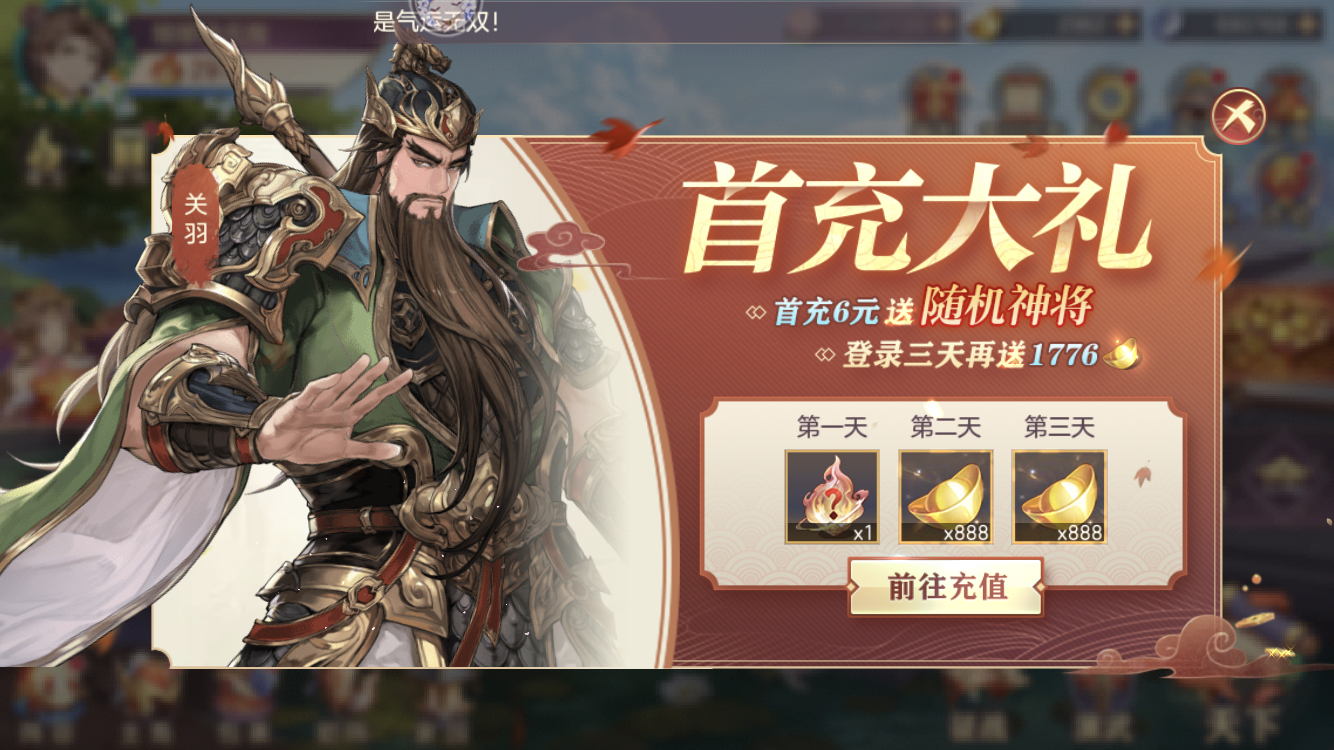 是气运无双!
关羽
首充大礼
首充6元送随机神将
登录三天再送1776
第一天 第二天 第三天
?
x1 x888 x888
前往充值
天下